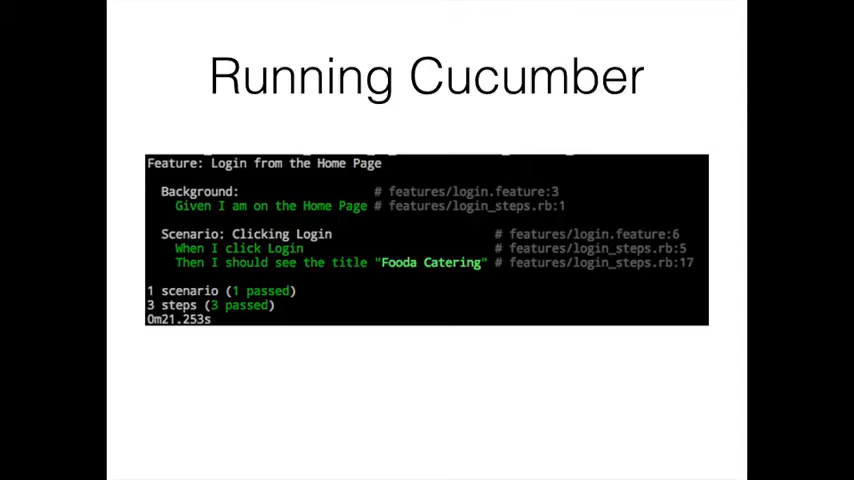 Running Cucumber
Feature: Login from the Home Page
Background: # features/login.feature:3
Given I am on the Home Page # features/login_steps.rb:1
Scenario: Clicking Login # features/login.feature:6
When I click Login # features/login_steps.rb:5
Then I should see the title "Fooda Catering" # features/login_steps.rb:17
1 scenario (1 passed)
3 steps (3 passed)
0m21.253s